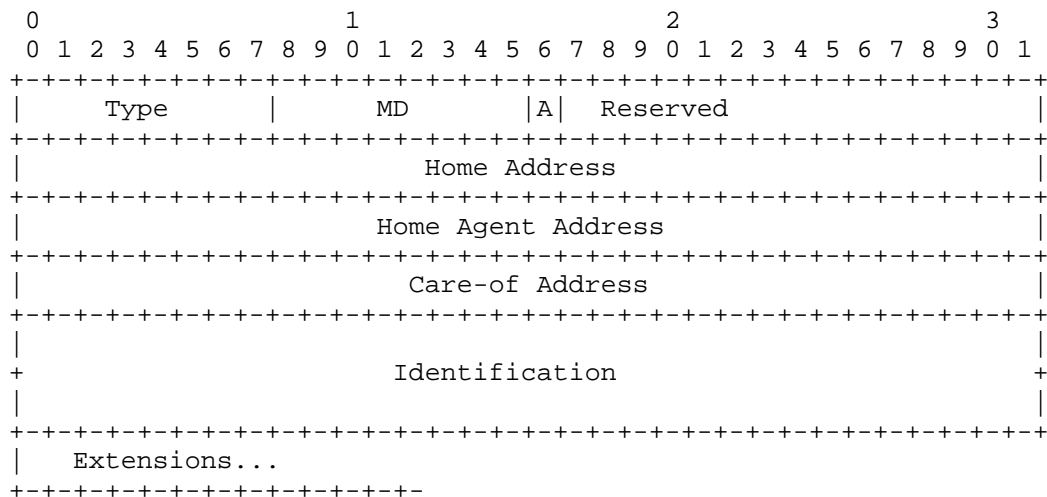 0                   1                   2                   3
 0 1 2 3 4 5 6 7 8 9 0 1 2 3 4 5 6 7 8 9 0 1 2 3 4 5 6 7 8 9 0 1
+-+-+-+-+-+-+-+-+-+-+-+-+-+-+-+-+-+-+-+-+-+-+-+-+-+-+-+-+-+-+-+-+
|     Type      |      MD       |A|  Reserved                   |
+-+-+-+-+-+-+-+-+-+-+-+-+-+-+-+-+-+-+-+-+-+-+-+-+-+-+-+-+-+-+-+-+
|                         Home Address                          |
+-+-+-+-+-+-+-+-+-+-+-+-+-+-+-+-+-+-+-+-+-+-+-+-+-+-+-+-+-+-+-+-+
|                      Home Agent Address                       |
+-+-+-+-+-+-+-+-+-+-+-+-+-+-+-+-+-+-+-+-+-+-+-+-+-+-+-+-+-+-+-+-+
|                        Care-of Address                        |
+-+-+-+-+-+-+-+-+-+-+-+-+-+-+-+-+-+-+-+-+-+-+-+-+-+-+-+-+-+-+-+-+
|                                                               |
+                       Identification                          +
|                                                               |
+-+-+-+-+-+-+-+-+-+-+-+-+-+-+-+-+-+-+-+-+-+-+-+-+-+-+-+-+-+-+-+-+
|   Extensions...
+-+-+-+-+-+-+-+-+-+-+-+-+-